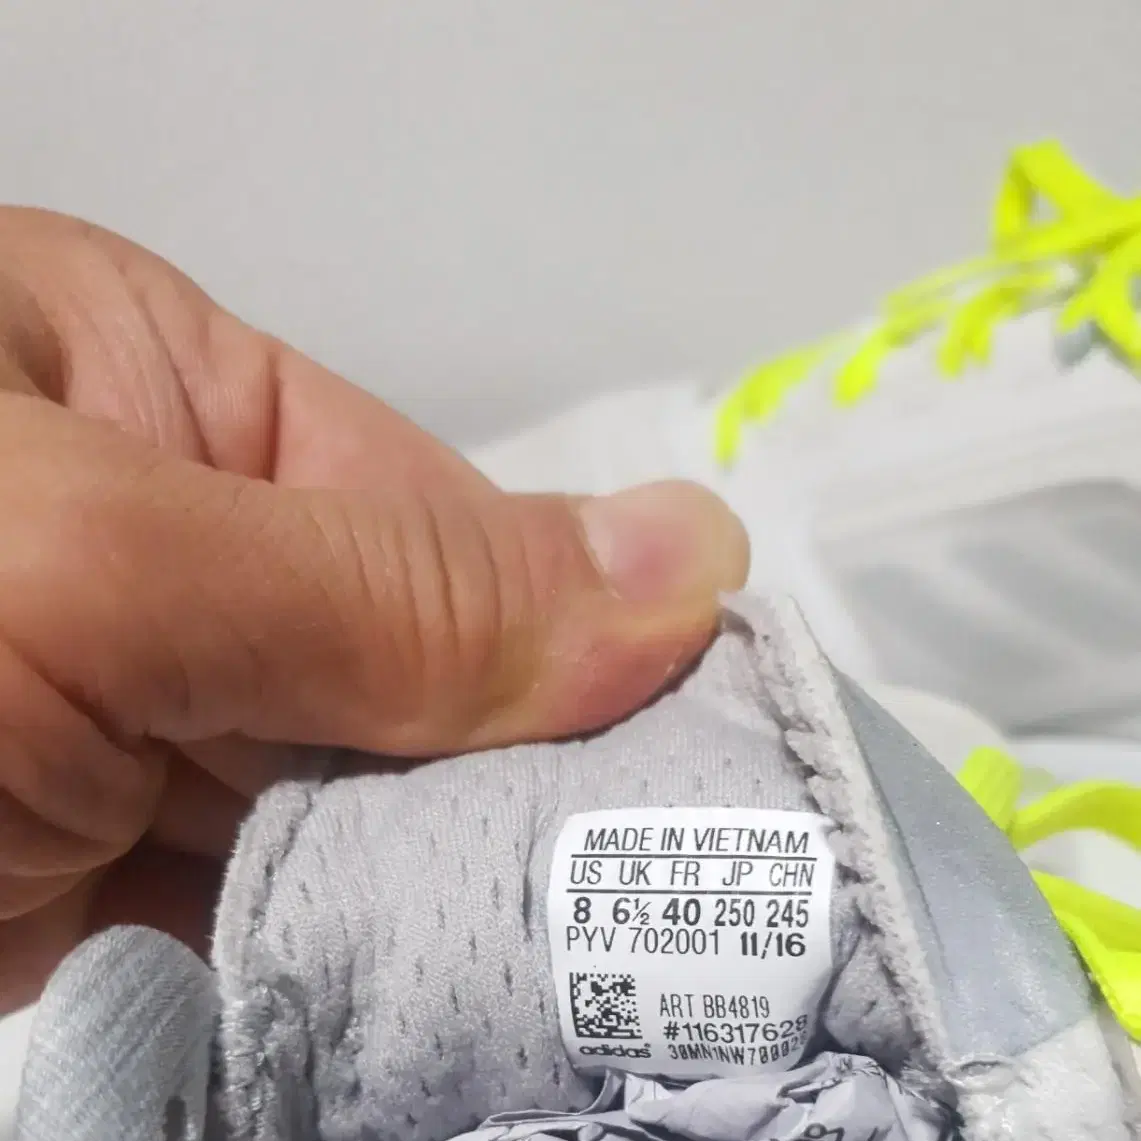 MADE IN VIETNAM
US UK FR JP CHN
8 6½ 40 250 245
PYV 702001 11/16
ART BB4819
#116317628
adidas